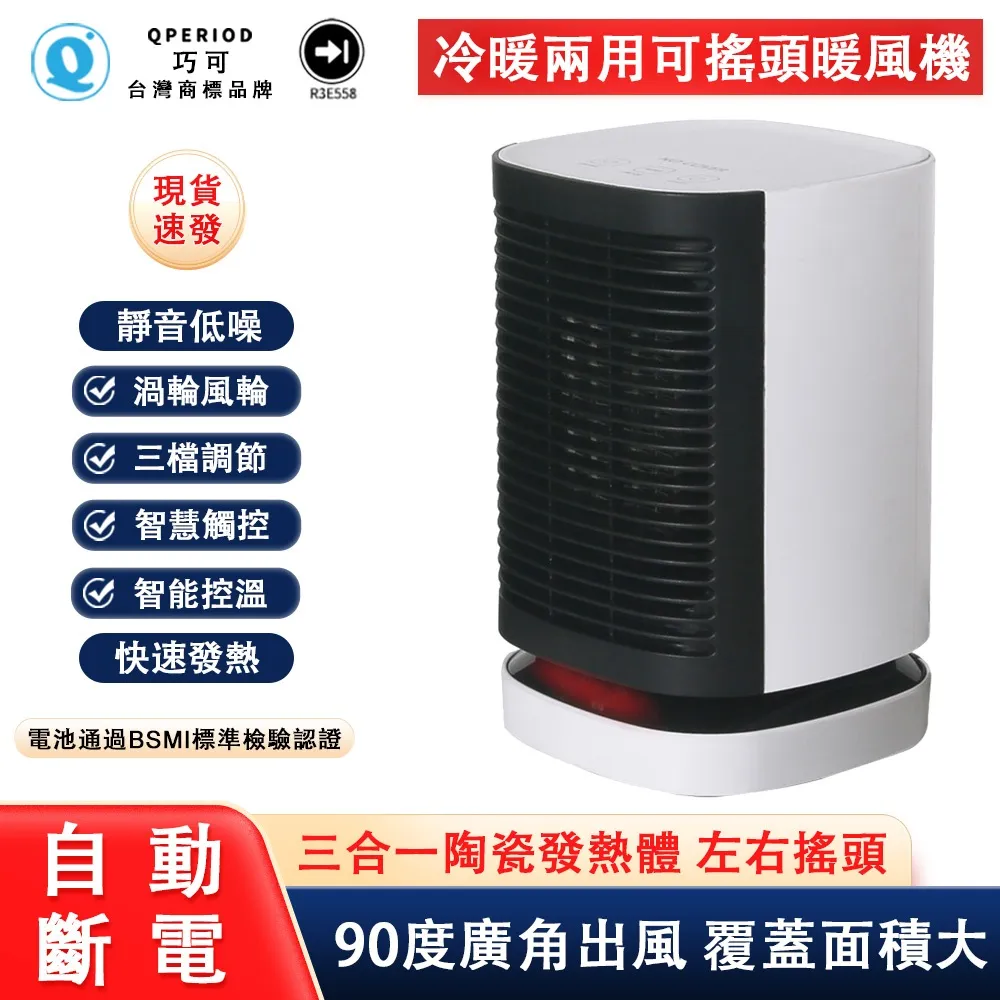 QPERIOD
巧可
台灣商標品牌
R3E558
冷暖兩用可搖頭暖風機
現貨
速發
靜音低噪
渦輪風輪
三檔調節
智慧觸控
智能控溫
快速發熱
電池通過BSMI標準檢驗認證
自動
斷電
三合一陶瓷發熱體 左右搖頭
90度廣角出風 覆蓋面積大